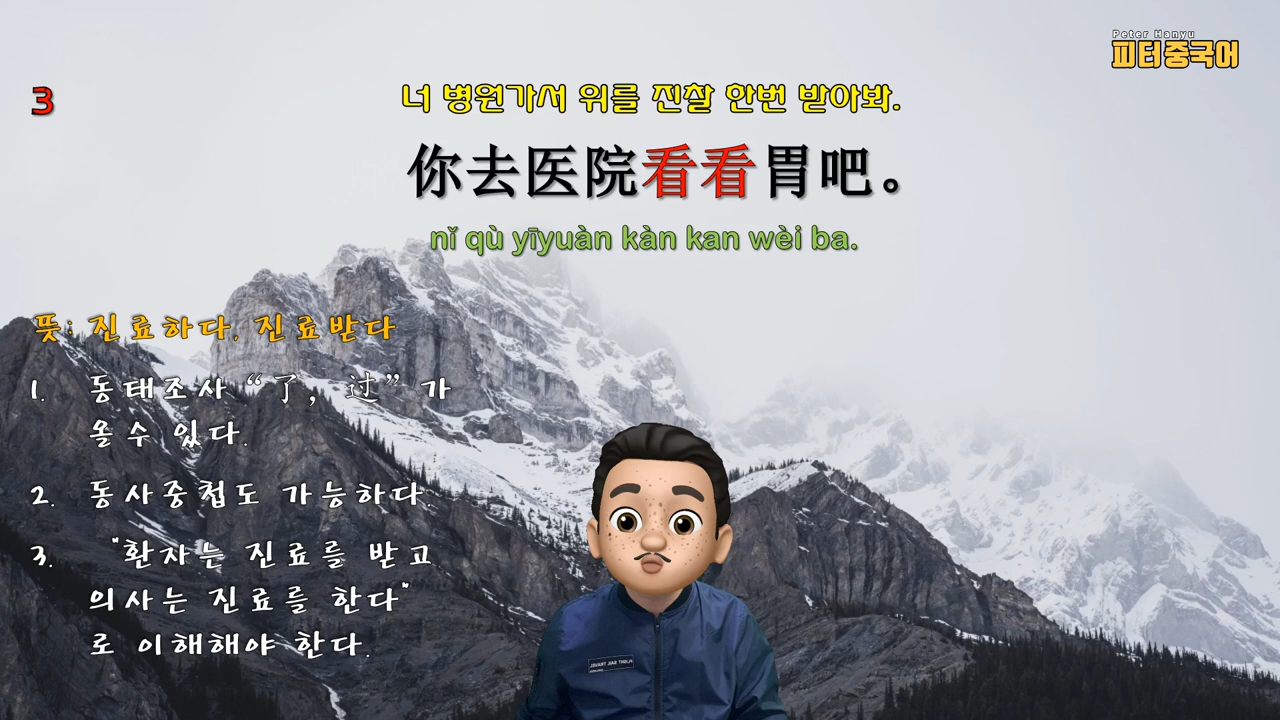 Peter Hanyu
피터중국어
3
너 병원가서 위를 진찰 한번 받아봐.
你去医院看看胃吧。
nǐ qù yīyuàn kàn kan wèi ba.
뜻: 진료하다, 진료받다
1. 동태조사 “了, 过” 가
올 수 있다.
2. 동사중첩도 가능하다.
3. "환자는 진료를 받고
의사는 진료를 한다"
로 이해해야 한다.